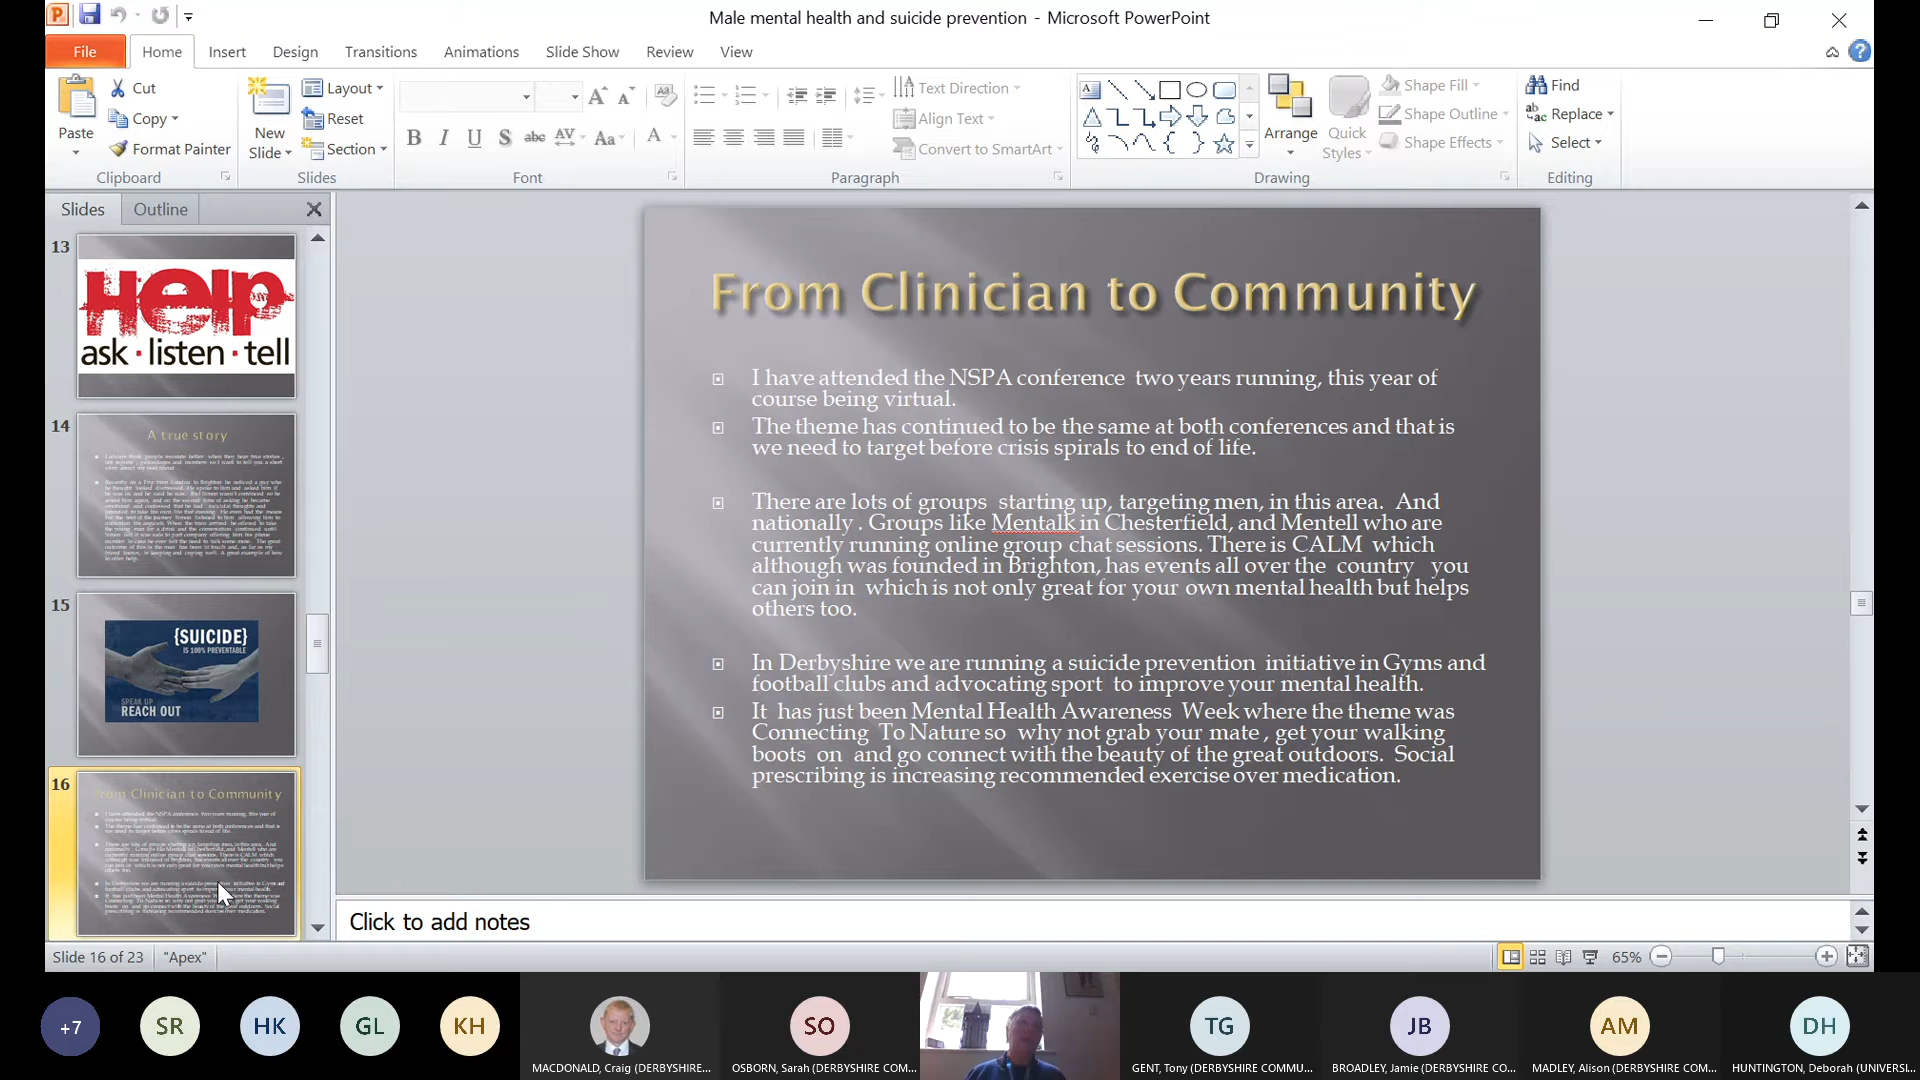 Male mental health and suicide prevention - Microsoft PowerPoint
File Home Insert Design Transitions Animations Slide Show Review View
Paste
Cut
Copy
Format Painter
Clipboard
New Slide
Layout
Reset
Section
Slides
B I U S abc AV Aa A
Font
Text Direction
Align Text
Convert to SmartArt
Paragraph
Arrange
Quick Styles
Shape Fill
Shape Outline
Shape Effects
Drawing
Find
Replace
Select
Editing
Slides Outline
13
Help
ask · listen · tell
14
A true story
15
{SUICIDE}
IS 100% PREVENTABLE
SPEAK UP
REACH OUT
16
From Clinician to Community
From Clinician to Community
I have attended the NSPA conference two years running, this year of
course being virtual.
The theme has continued to be the same at both conferences and that is
we need to target before crisis spirals to end of life.
There are lots of groups starting up, targeting men, in this area. And
nationally . Groups like Mentalk in Chesterfield, and Mentell who are
currently running online group chat sessions. There is CALM which
although was founded in Brighton, has events all over the country you
can join in which is not only great for your own mental health but helps
others too.
In Derbyshire we are running a suicide prevention initiative in Gyms and
football clubs and advocating sport to improve your mental health.
It has just been Mental Health Awareness Week where the theme was
Connecting To Nature so why not grab your mate , get your walking
boots on and go connect with the beauty of the great outdoors. Social
prescribing is increasing recommended exercise over medication.
Click to add notes
Slide 16 of 23 "Apex" 65%
+7 SR HK GL KH SO TG JB AM DH
MACDONALD, Craig (DERBYSHIRE... OSBORN, Sarah (DERBYSHIRE COM... GENT, Tony (DERBYSHIRE COMMU... BROADLEY, Jamie (DERBYSHIRE CO... MADLEY, Alison (DERBYSHIRE COM... HUNTINGTON, Deborah (UNIVERSI...